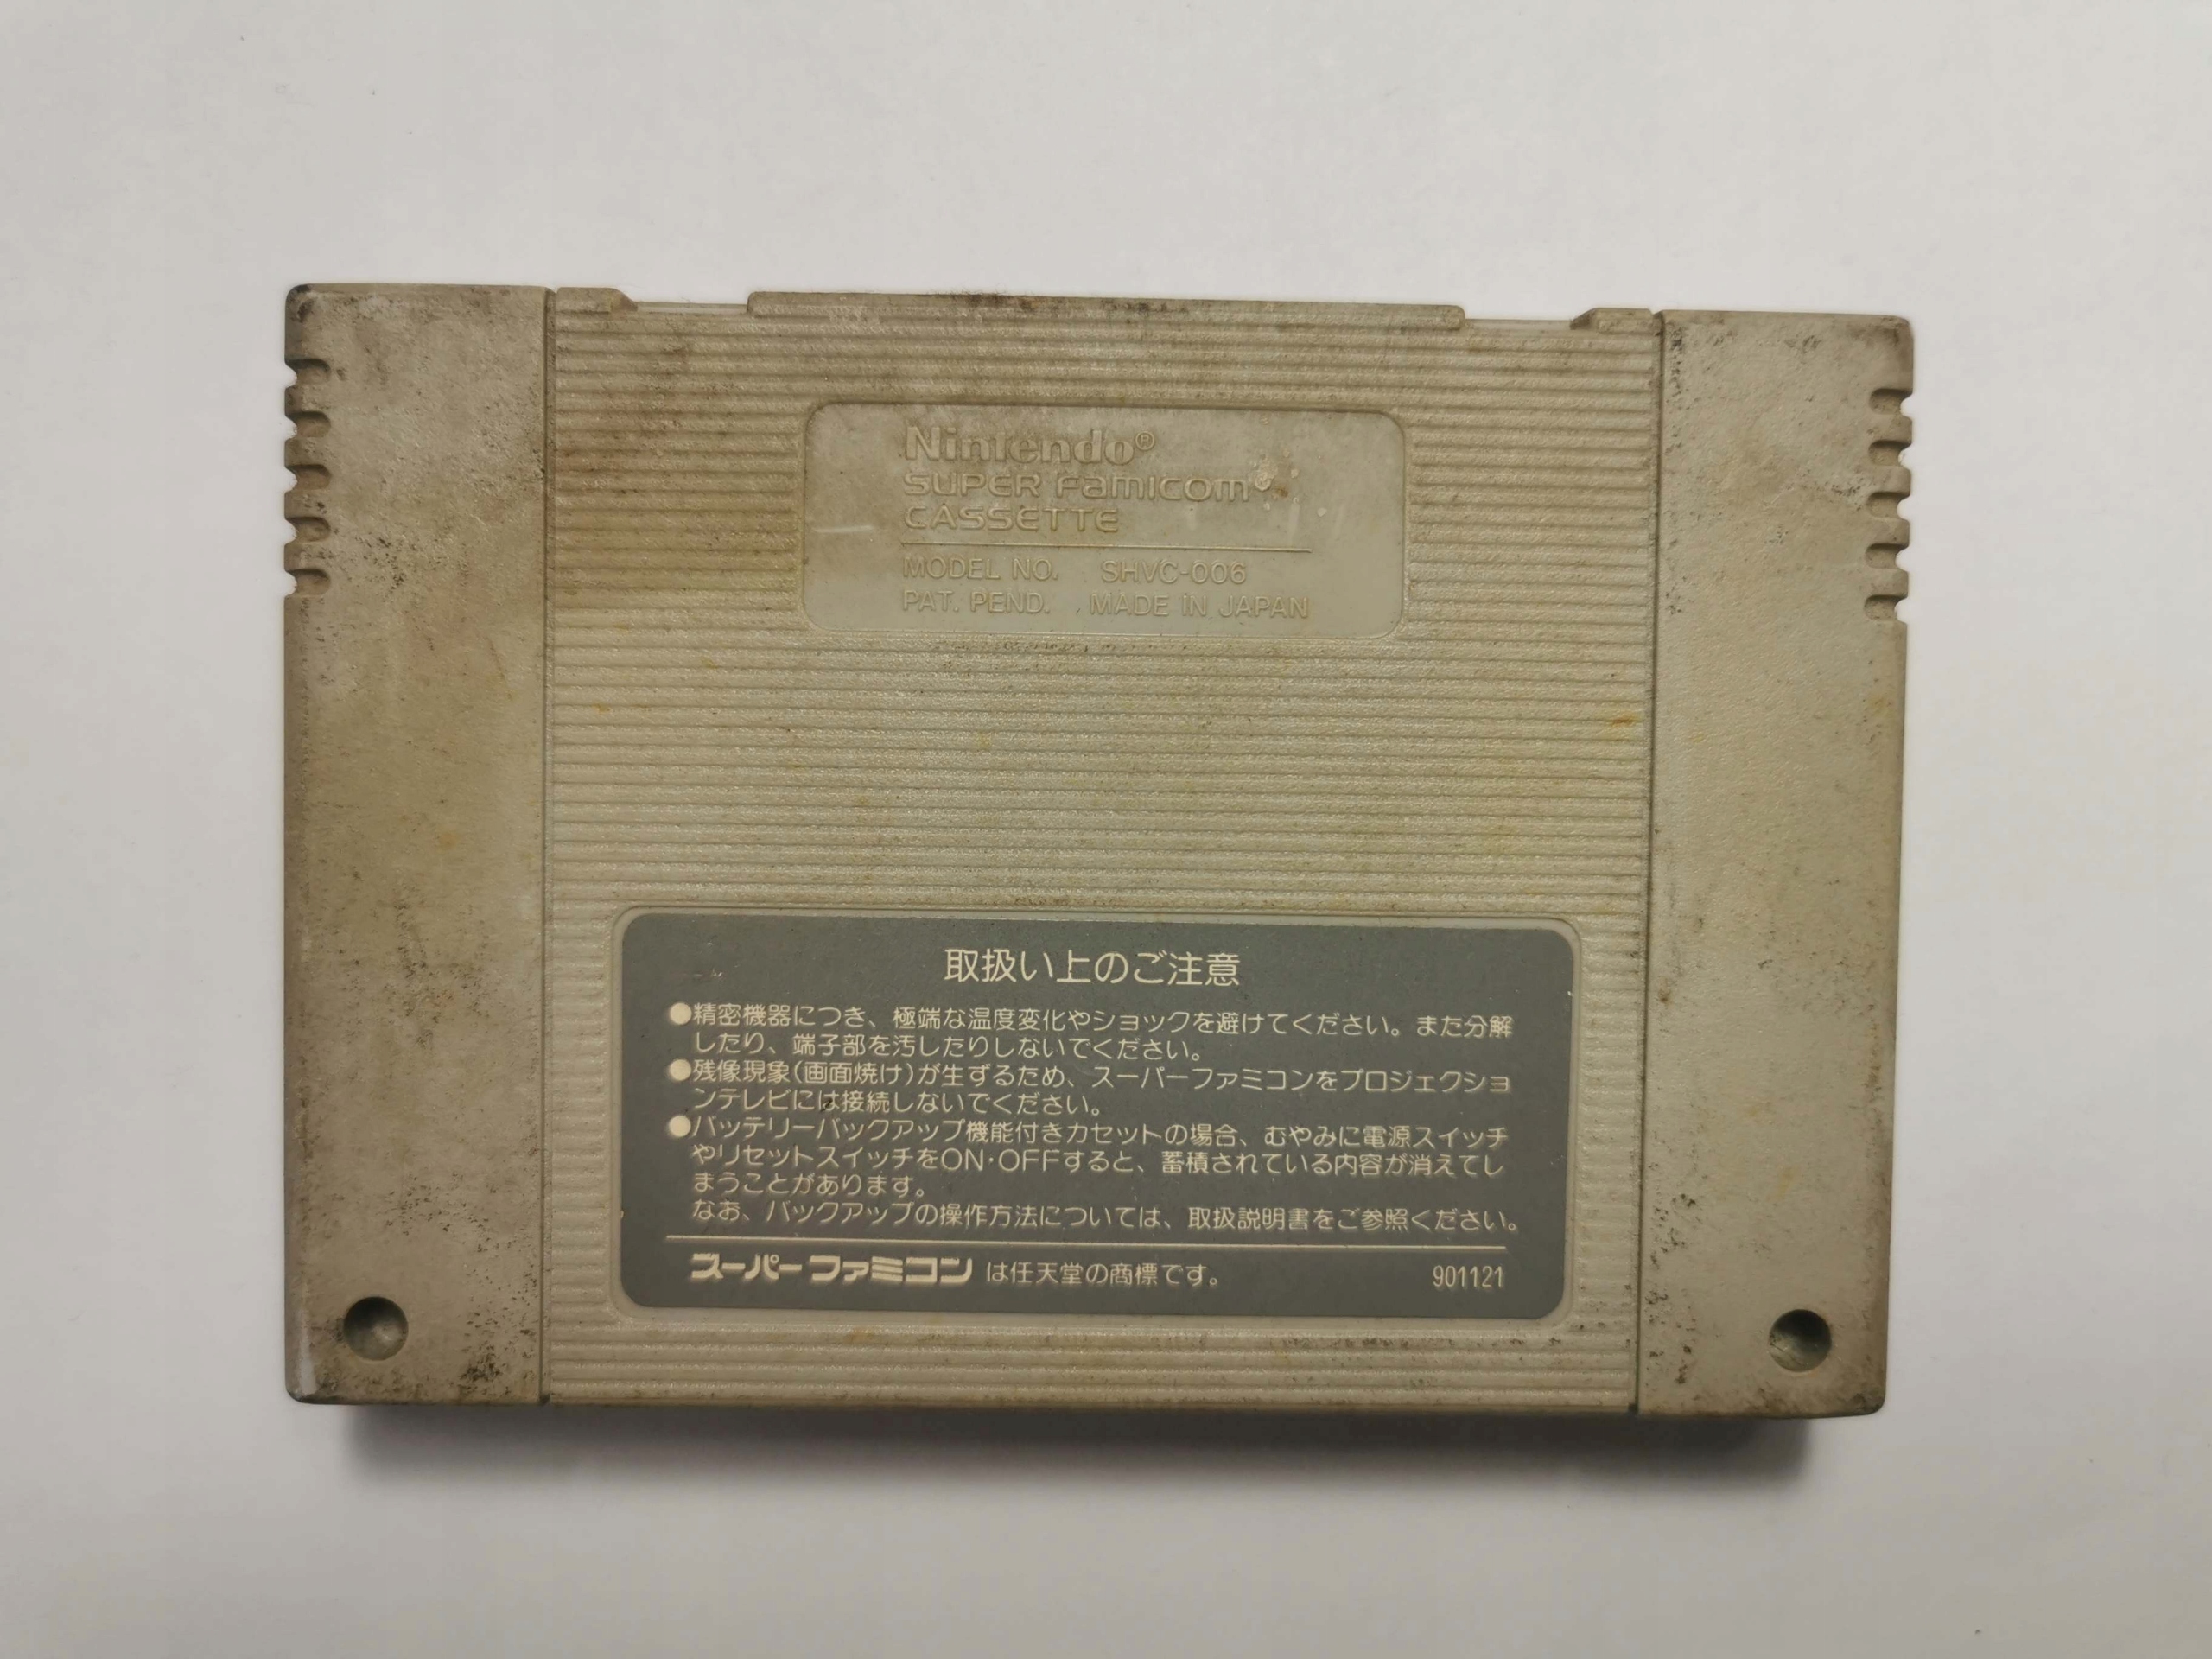 Nintendo®
SUPER FAMICOM
CASSETTE
MODEL NO. SHVC-006
PAT. PEND. MADE IN JAPAN
取扱い上のご注意
●精密機器につき、極端な温度変化やショックを避けてください。また分解
したり、端子部を汚したりしないでください。
●残像現象(画面焼け)が生ずるため、スーパーファミコンをプロジェクショ
ンテレビには接続しないでください。
●バッテリーバックアップ機能付きカセットの場合、むやみに電源スイッチ
やリセットスイッチをON・OFFすると、蓄積されている内容が消えてし
まうことがあります。
なお、バックアップの操作方法については、取扱説明書をご参照ください。
スーパーファミコン は任天堂の商標です。 901121